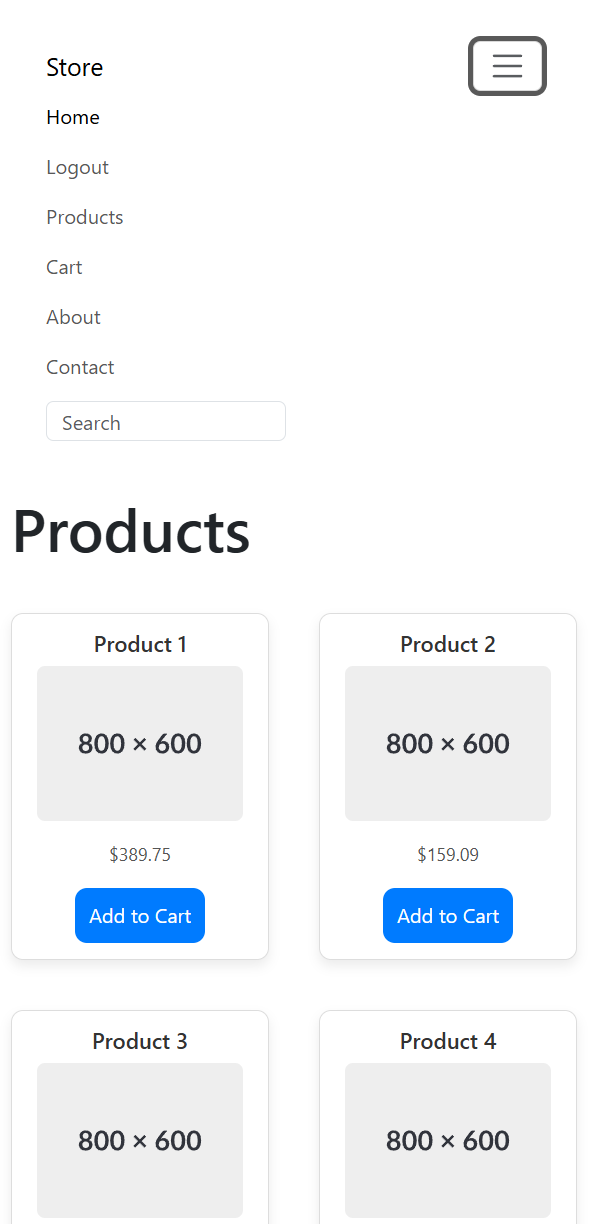 Store
Home
Logout
Products
Cart
About
Contact
Search
Products
Product 1
800 × 600
$389.75
Add to Cart
Product 2
800 × 600
$159.09
Add to Cart
Product 3
800 × 600
Product 4
800 × 600